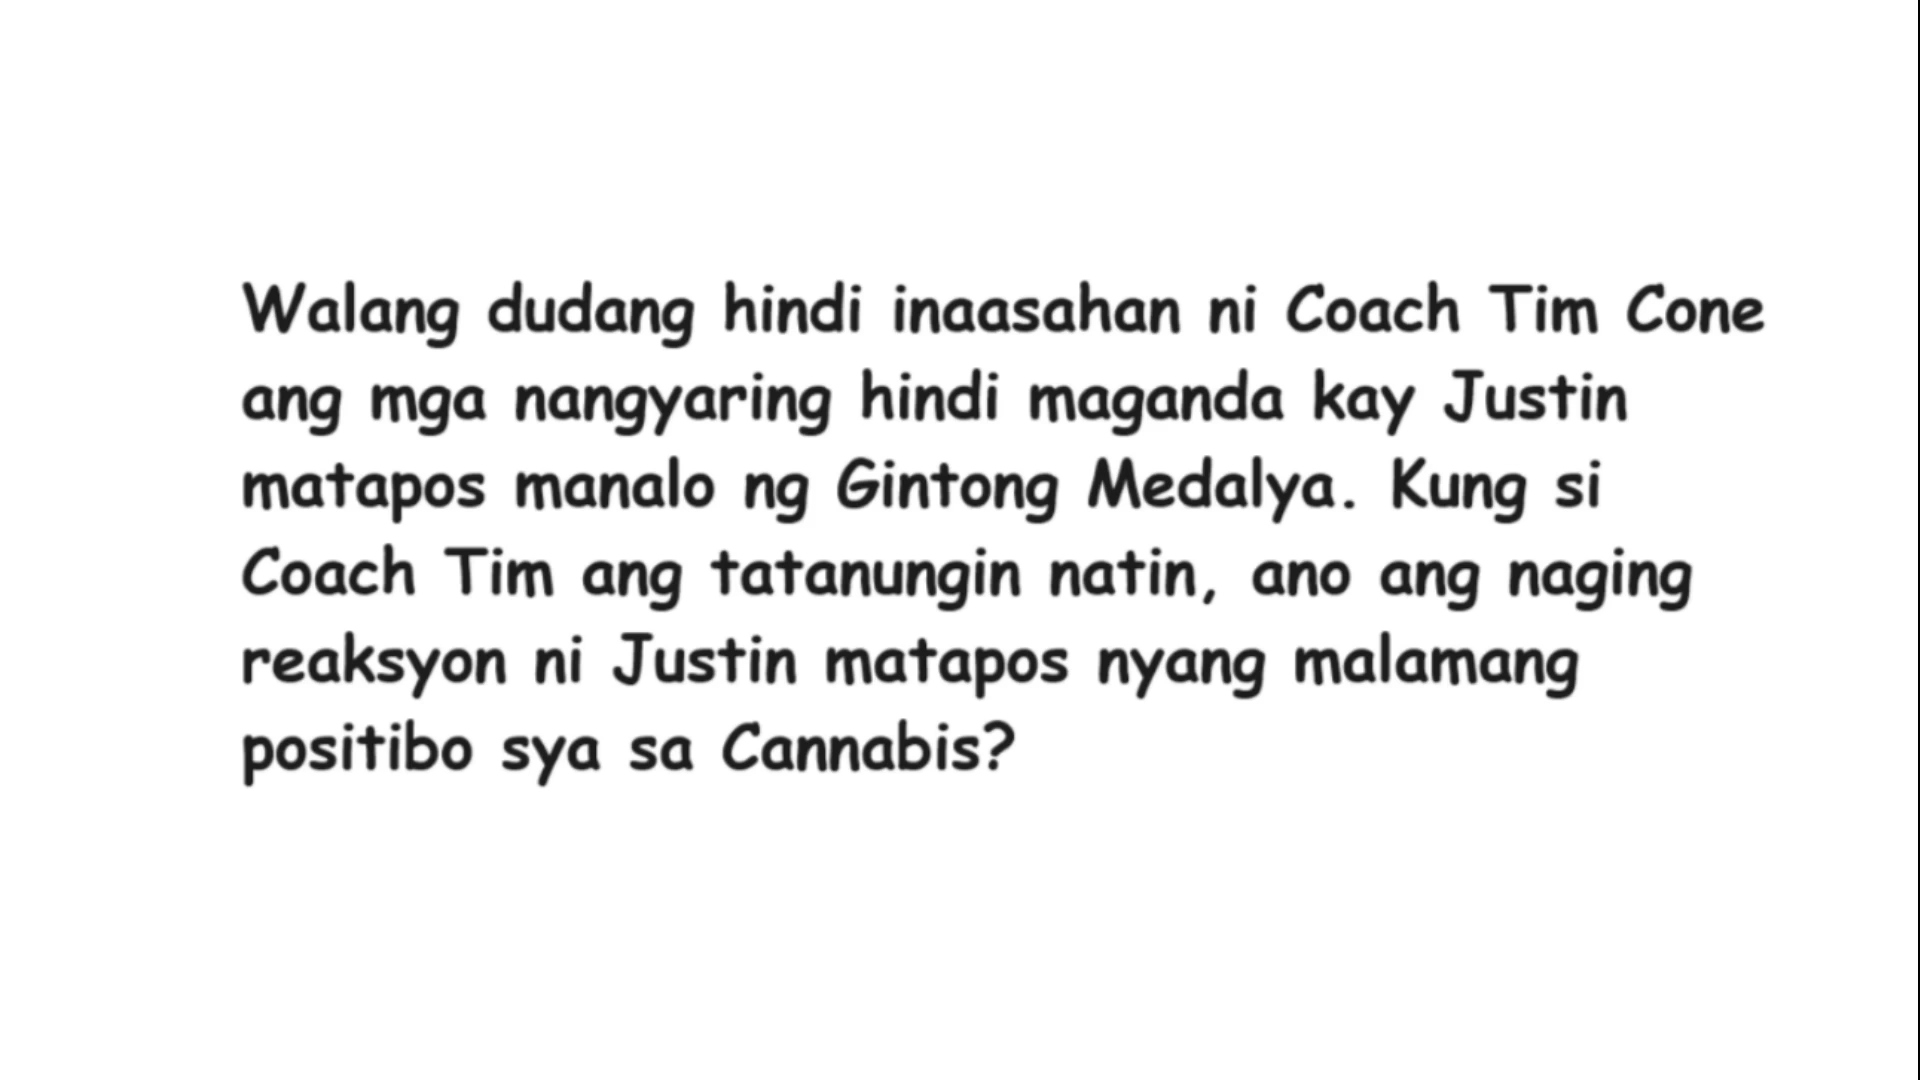 Walang dudang hindi inaasahan ni Coach Tim Cone
ang mga nangyaring hindi maganda kay Justin
matapos manalo ng Gintong Medalya. Kung si
Coach Tim ang tatanungin natin, ano ang naging
reaksyon ni Justin matapos nyang malamang
positibo sya sa Cannabis?